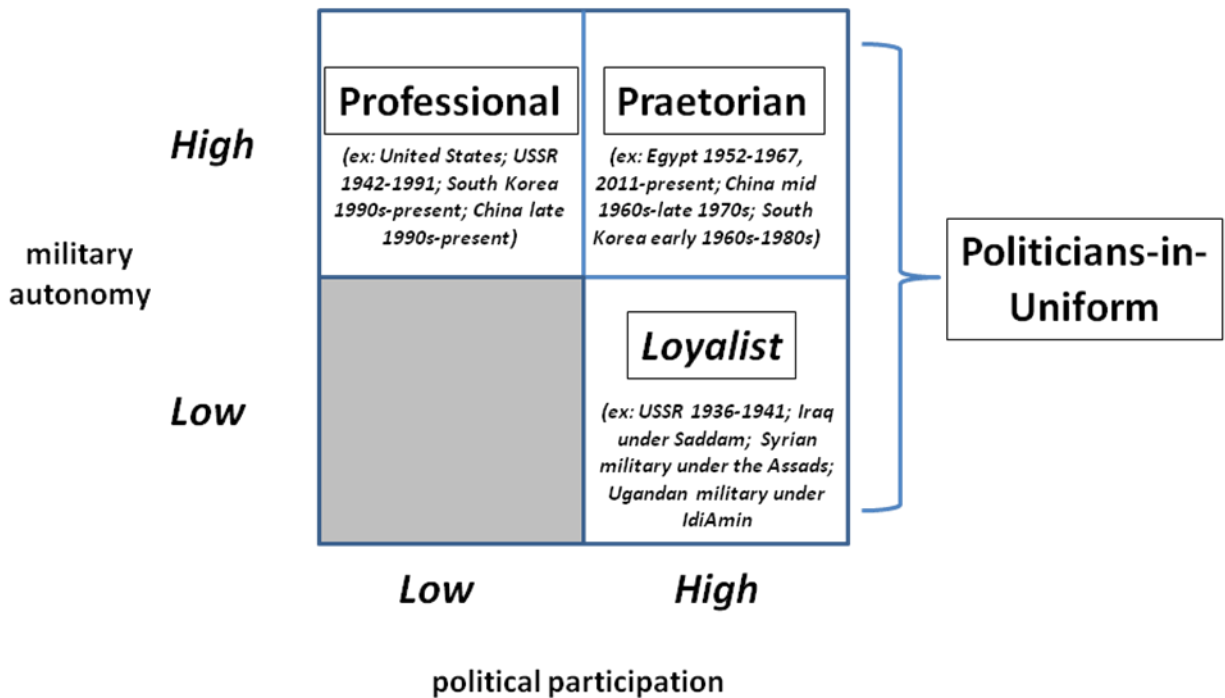 High
military
autonomy
Low
Professional
(ex: United States; USSR
1942-1991; South Korea
1990s-present; China late
1990s-present)
Praetorian
(ex: Egypt 1952-1967,
2011-present; China mid
1960s-late 1970s; South
Korea early 1960s-1980s)
Loyalist
(ex: USSR 1936-1941; Iraq
under Saddam; Syrian
military under the Assads;
Ugandan military under
IdiAmin
Politicians-in-
Uniform
Low
High
political participation